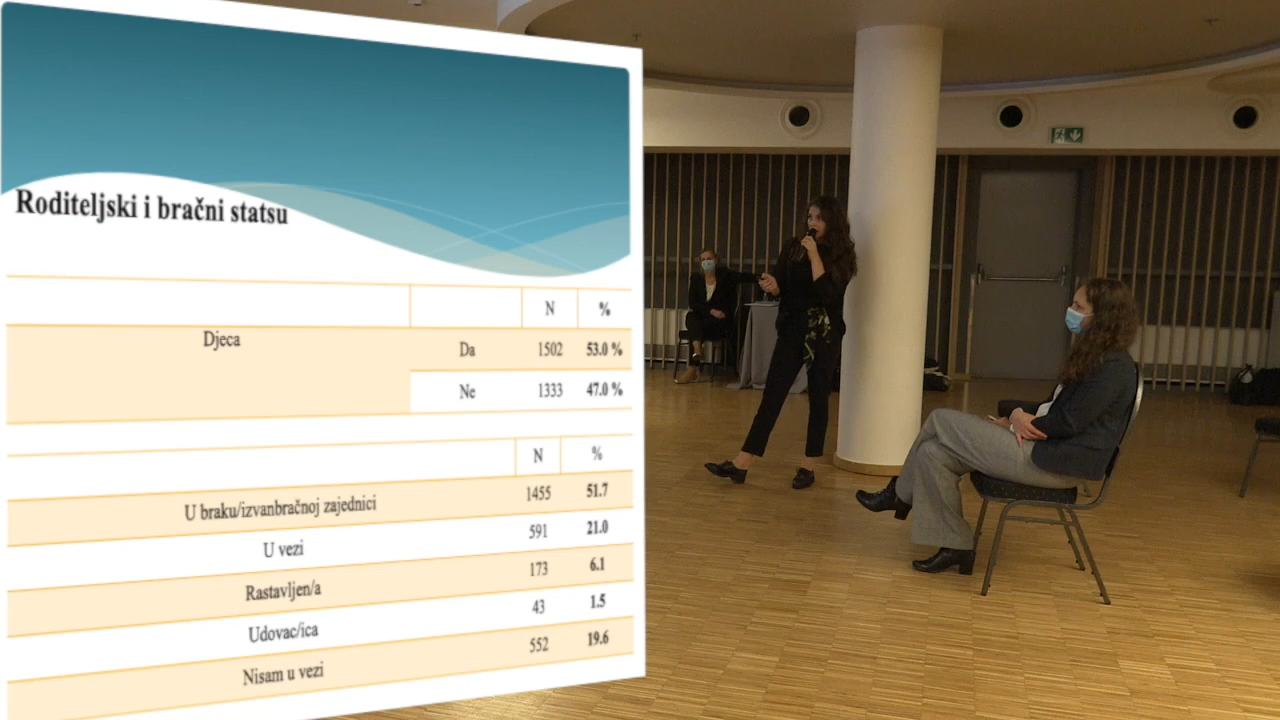 Roditeljski i bračni statsu
N %
Djeca Da 1502 53.0 %
Ne 1333 47.0 %
N %
U braku/izvanbračnoj zajednici 1455 51.7
U vezi 591 21.0
Rastavljen/a 173 6.1
Udovac/ica 43 1.5
Nisam u vezi 552 19.6